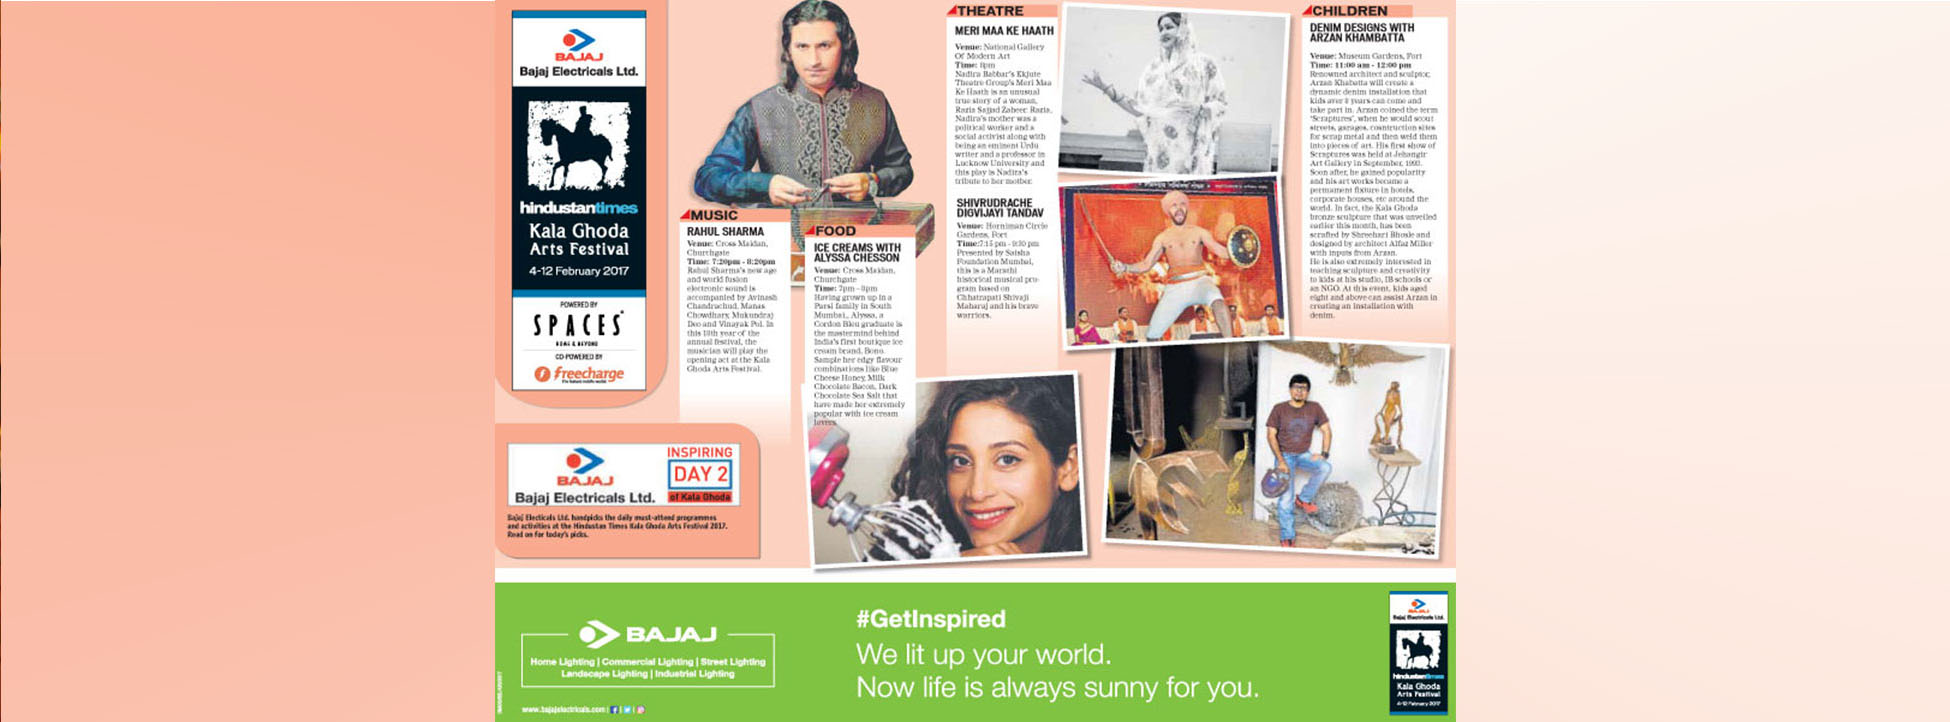 BAJAJ
Bajaj Electricals Ltd.
hindustantimes
Kala Ghoda
Arts Festival
4-12 February 2017
POWERED BY
SPACES
HOME & BEYOND
CO-POWERED BY
freecharge
BAJAJ
Bajaj Electricals Ltd.
INSPIRING
DAY 2
of Kala Ghoda
Bajaj Electicals Ltd. handpicks the daily must-attend programmes
and activities at the Hindustan Times Kala Ghoda Arts Festival 2017.
Read on for today's picks.
MUSIC
RAHUL SHARMA
Venue: Cross Maidan,
Churchgate
Time: 7:20pm - 8:20pm
Rahul Sharma's new age
and world fusion
electronic sound is
accompanied by Avinash
Chandrachud, Manas
Chowdhary, Mukundraj
Deo and Vinayak Pol. In
this 18th year of the
annual festival, the
musician will play the
opening act at the Kala
Ghoda Arts Festival.
FOOD
ICE CREAMS WITH
ALYSSA CHESSON
Venue: Cross Maidan,
Churchgate
Time: 7pm - 8pm
Having grown up in a
Parsi family in South
Mumbai,. Alyssa, a
Cordon Bleu graduate is
the mastermind behind
India's first boutique ice
cream brand, Bono.
Sample her edgy flavour
combinations like Blue
Cheese Honey, Milk
Chocolate Bacon, Dark
Chocolate Sea Salt that
have made her extremely
popular with ice cream
lovers.
THEATRE
MERI MAA KE HAATH
Venue: National Gallery
Of Modern Art
Time: 8pm
Nadira Babbar's Ekjute
Theatre Group's Meri Maa
Ke Haath is an unusual
true story of a woman,
Razia Sajjad Zaheer. Razia,
Nadira's mother was a
political worker and a
social activist along with
being an eminent Urdu
writer and a professor in
Lucknow University and
this play is Nadira's
tribute to her mother.
SHIVRUDRACHE
DIGVIJAYI TANDAV
Venue: Horniman Circle
Gardens, Fort
Time:7:15 pm - 9:30 pm
Presented by Saisha
Foundation Mumbai,
this is a Marathi
historical musical pro-
gram based on
Chhatrapati Shivaji
Maharaj and his brave
warriors.
CHILDREN
DENIM DESIGNS WITH
ARZAN KHAMBATTA
Venue: Museum Gardens, Fort
Time: 11:00 am - 12:00 pm
Renowned architect and sculptor,
Arzan Khabatta will create a
dynamic denim installation that
kids over 8 years can come and
take part in. Arzan coined the term
'Scraptures', when he would scout
streets, garages, construction sites
for scrap metal and then weld them
into pieces of art. His first show of
Scraptures was held at Jehangir
Art Gallery in September, 1993.
Soon after, he gained popularity
and his art works became a
permanent fixture in hotels,
corporate houses, etc around the
world. In fact, the Kala Ghoda
bronze sculpture that was unveiled
earlier this month, has been
scrafted by Shreehari Bhosle and
designed by architect Alfaz Miller
with inputs from Arzan.
He is also extremely interested in
teaching sculpture and creativity
to kids at his studio, IB schools or
an NGO. At this event, kids aged
eight and above can assist Arzan in
creating an installation with
denim.
BAJAJ
Home Lighting | Commercial Lighting | Street Lighting
Landscape Lighting | Industrial Lighting
www.bajajelectricals.com
#GetInspired
We lit up your world.
Now life is always sunny for you.
BAJAJ
Bajaj Electricals Ltd.
hindustantimes
Kala Ghoda
Arts Festival
4-12 February 2017